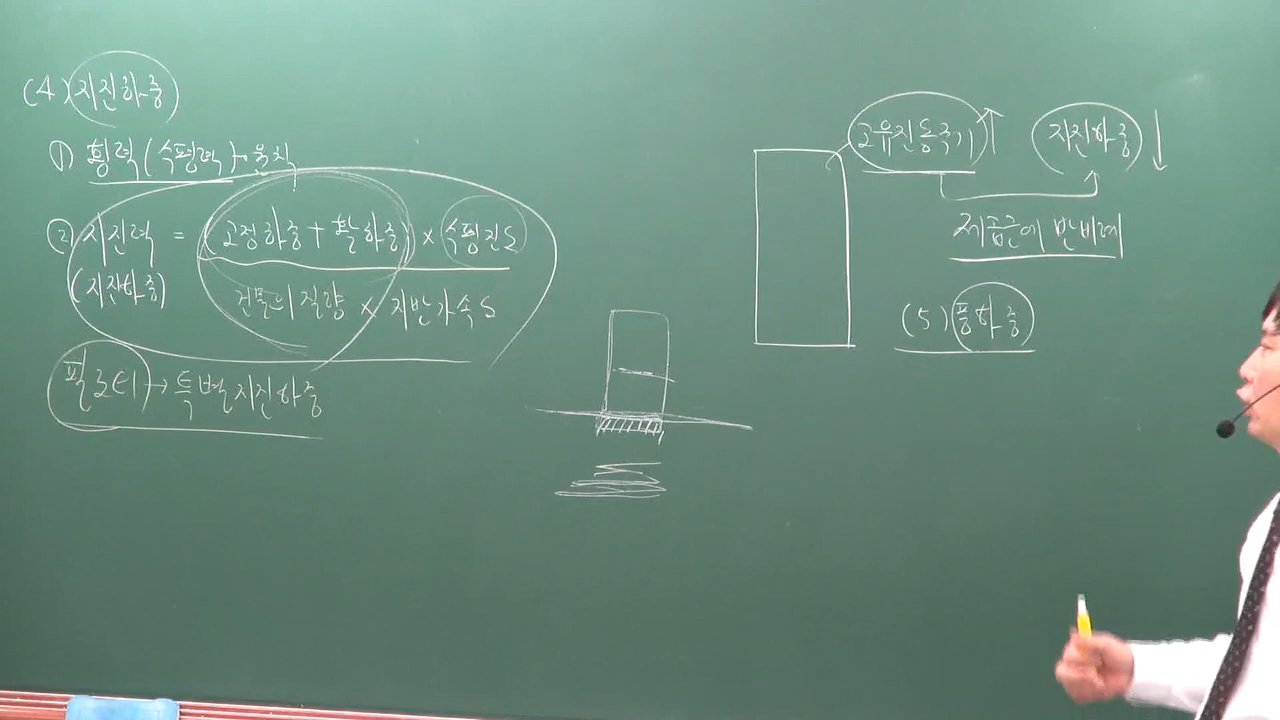 (4) 지진하중
① 횡력(수평력)→원칙
② 지진력 = (고정하중+활하중) × 수평진도
(지진하중) 건물의 질량 × 지반가속도
필로티→특별지진하중
고유진동주기↑ 지진하중↓
제곱근에 반비례
(5) 풍하중